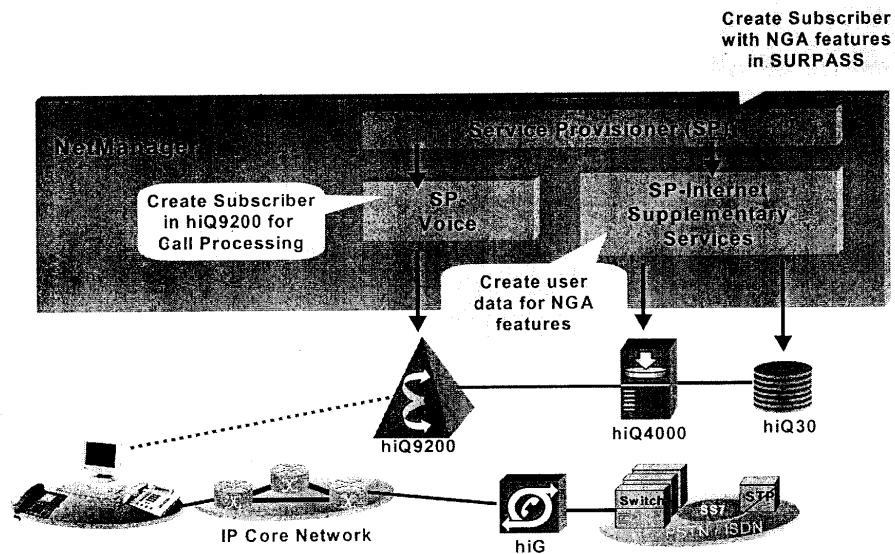 Create Subscriber
with NGA features
in SURPASS
Service Provisioner (SP)
NetManager
Create Subscriber
in hiQ9200 for
Call Processing
SP-
Voice
SP-Internet
Supplementary
Services
Create user
data for NGA
features
hiQ9200
hiQ4000
hiQ30
IP Core Network
hiG
Switch
SS7
STP
PSTN / ISDN